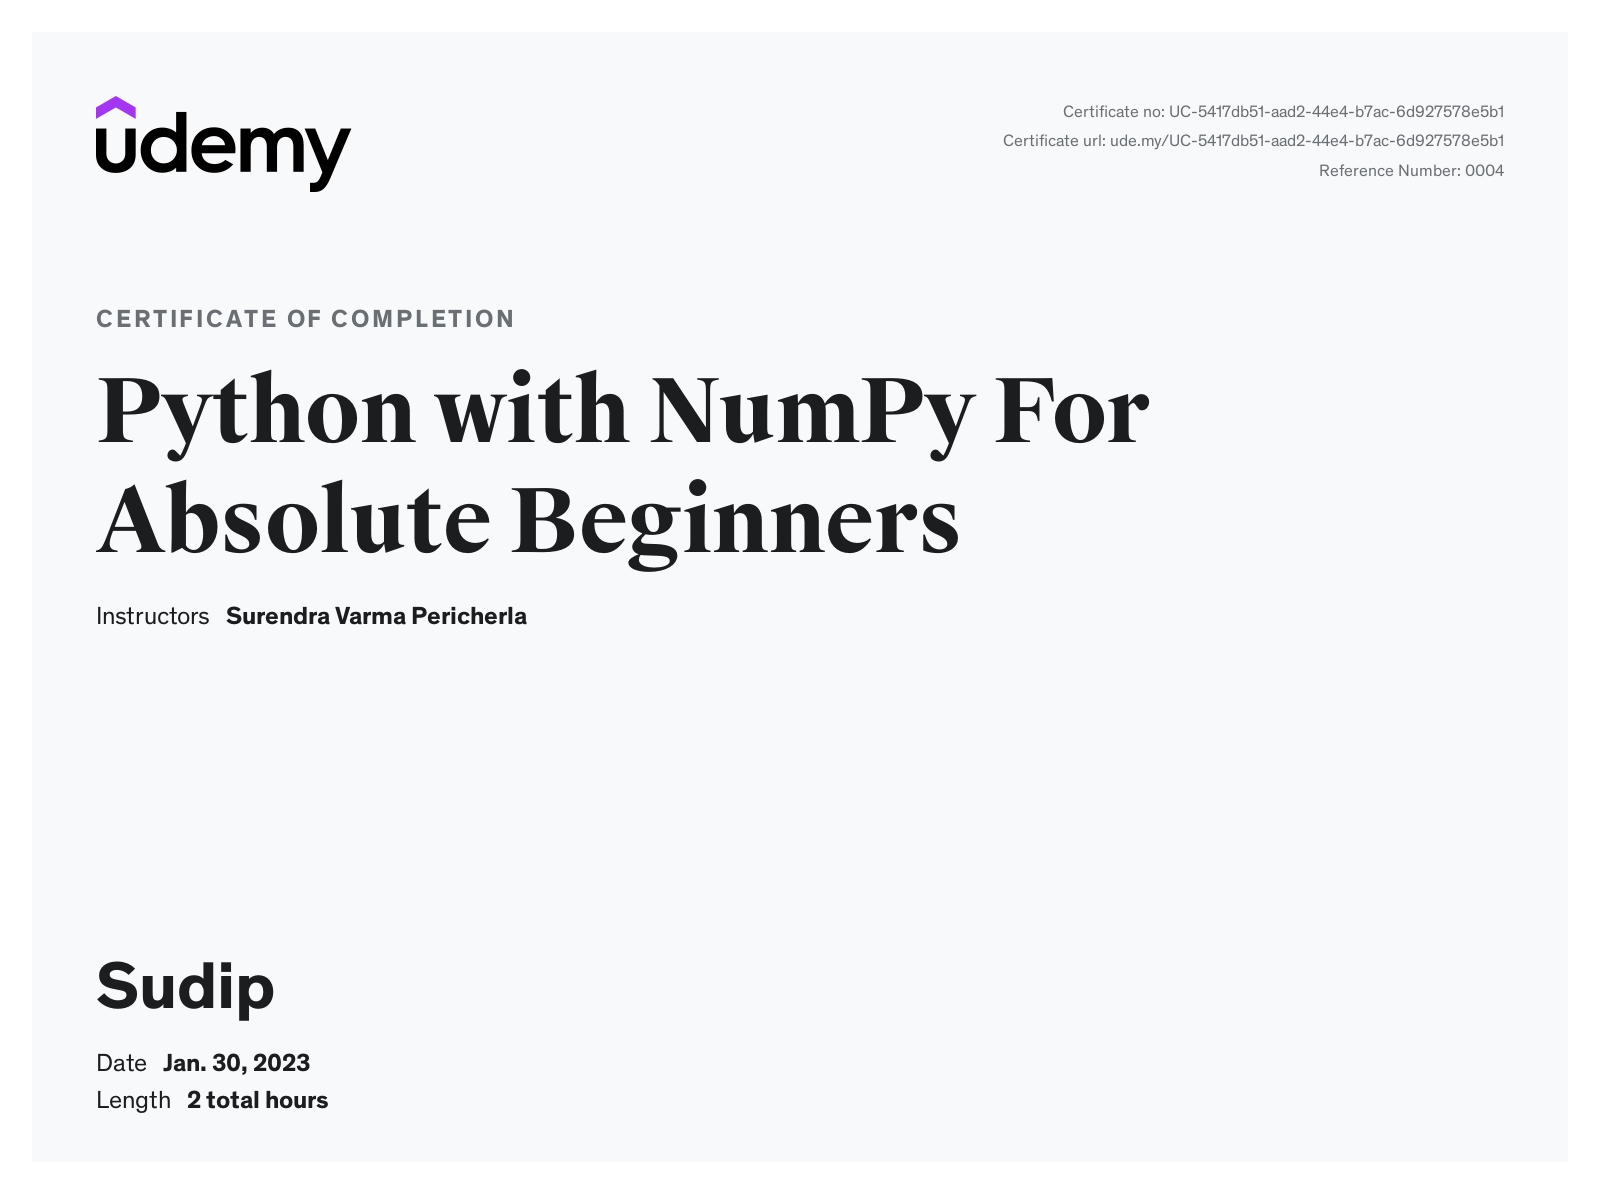 udemy
Certificate no: UC-5417db51-aad2-44e4-b7ac-6d927578e5b1
Certificate url: ude.my/UC-5417db51-aad2-44e4-b7ac-6d927578e5b1
Reference Number: 0004
CERTIFICATE OF COMPLETION
Python with NumPy For
Absolute Beginners
Instructors Surendra Varma Pericherla
Sudip
Date Jan. 30, 2023
Length 2 total hours